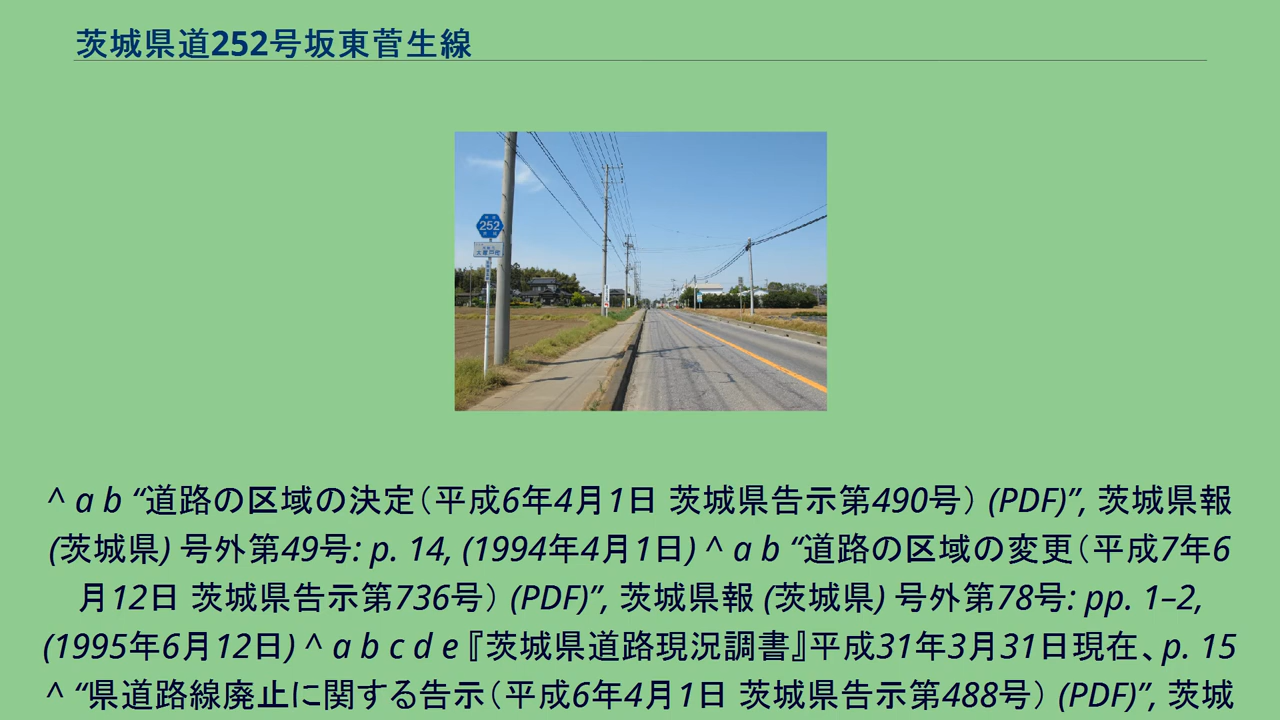 茨城県道252号坂東菅生線
252
^ a b “道路の区域の決定（平成6年4月1日 茨城県告示第490号） (PDF)”, 茨城県報
(茨城県) 号外第49号: p. 14, (1994年4月1日) ^ a b “道路の区域の変更（平成7年6
月12日 茨城県告示第736号） (PDF)”, 茨城県報 (茨城県) 号外第78号: pp. 1–2,
(1995年6月12日) ^ a b c d e 『茨城県道路現況調書』平成31年3月31日現在、p. 15
^ “県道路線廃止に関する告示（平成6年4月1日 茨城県告示第488号） (PDF)”, 茨城